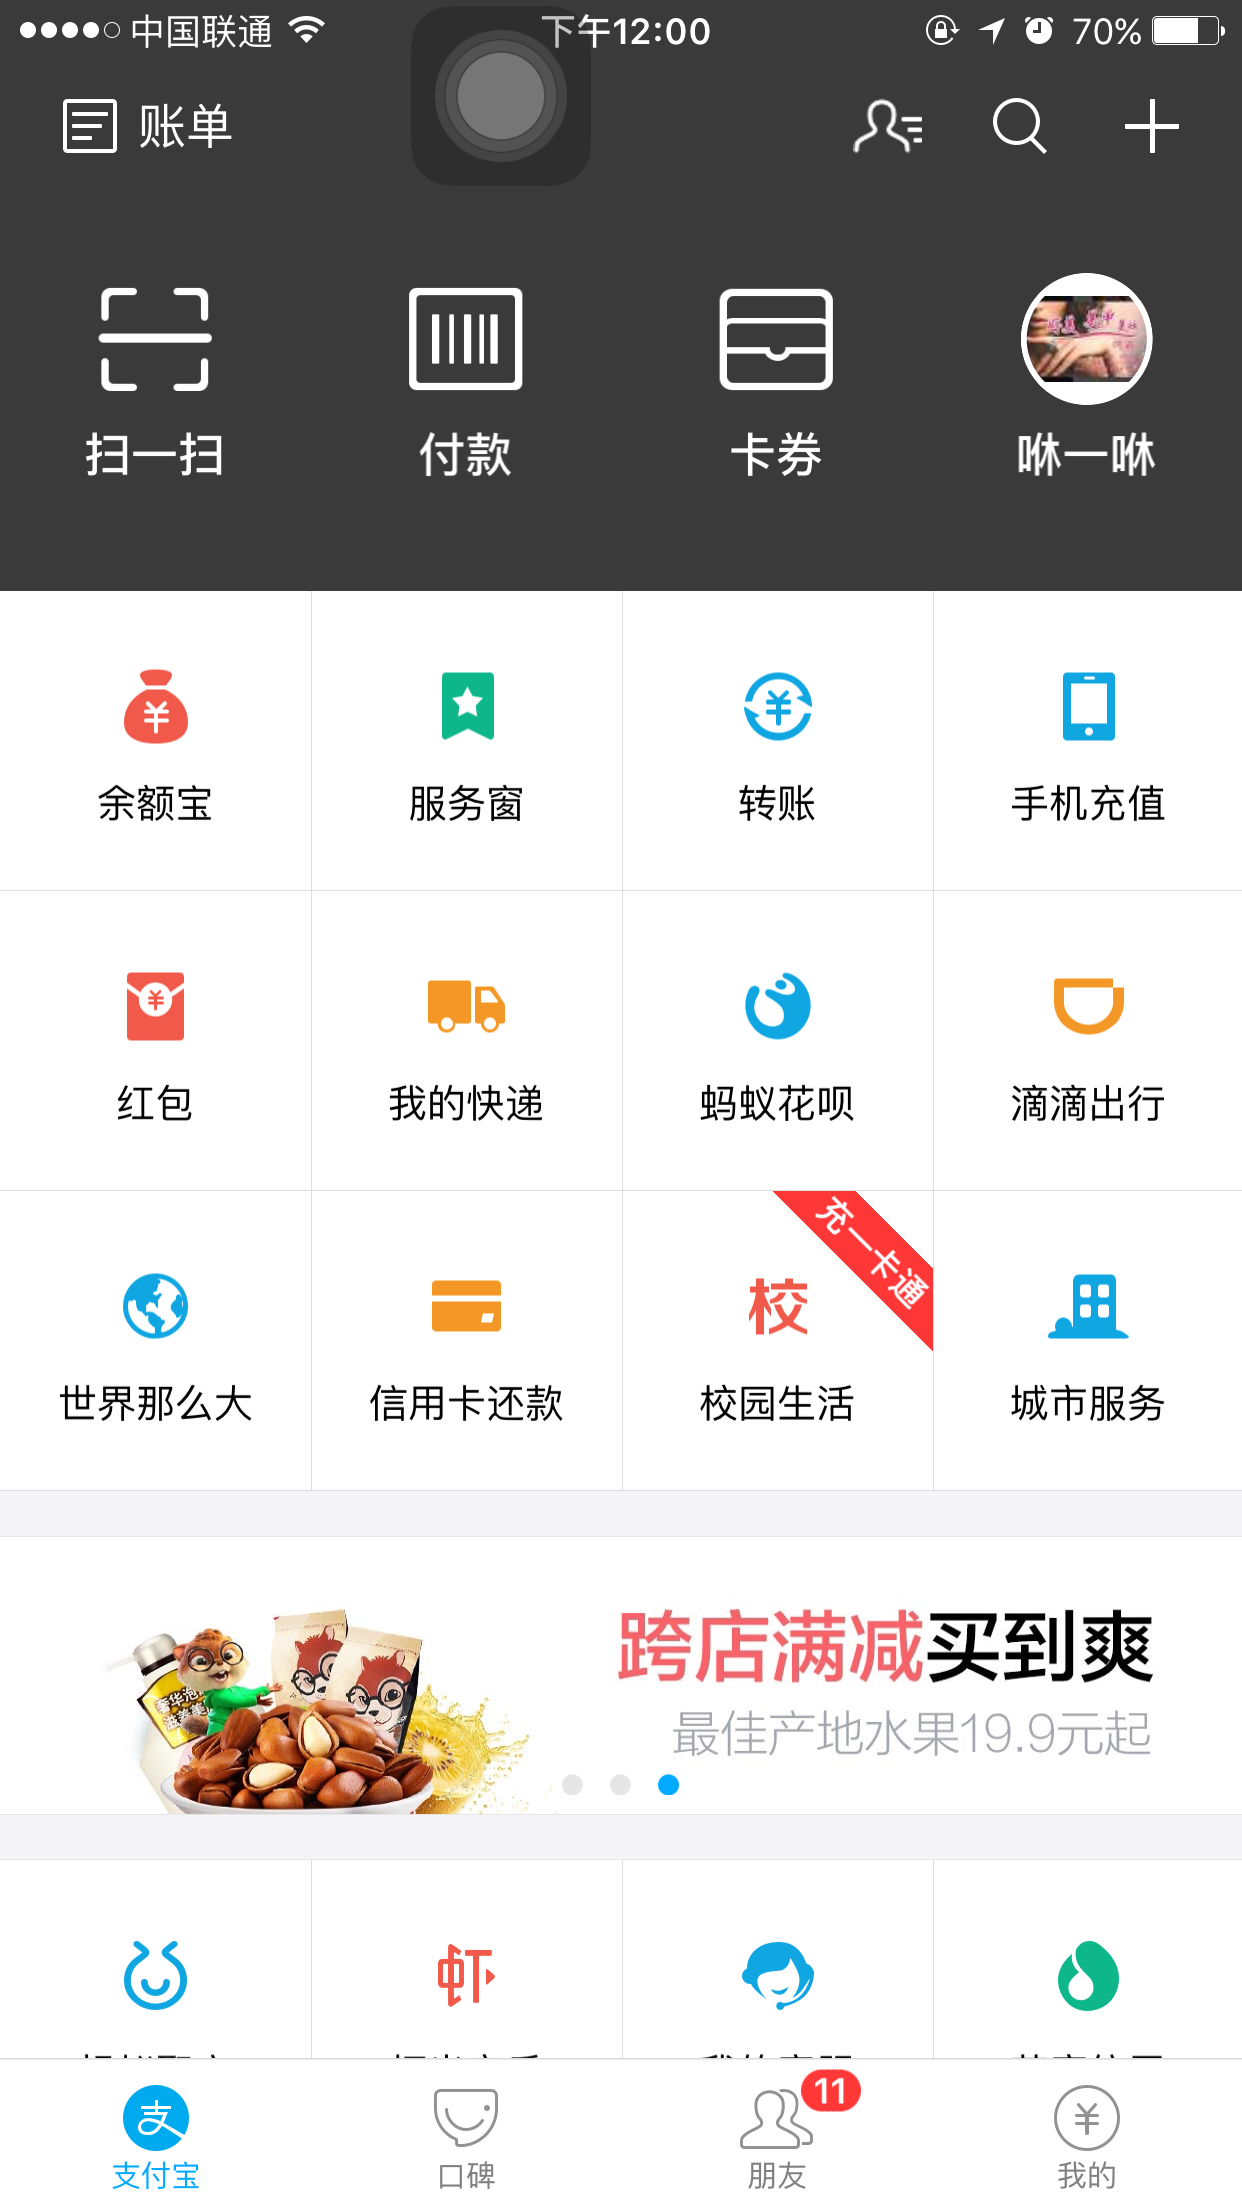 中国联通 下午12:00 70%
账单
扫一扫 付款 卡券 咻一咻
余额宝 服务窗 转账 手机充值
红包 我的快递 蚂蚁花呗 滴滴出行
充一卡通
校
世界那么大 信用卡还款 校园生活 城市服务
跨店满减买到爽
最佳产地水果19.9元起
虾
11
支
支付宝 口碑 朋友 我的